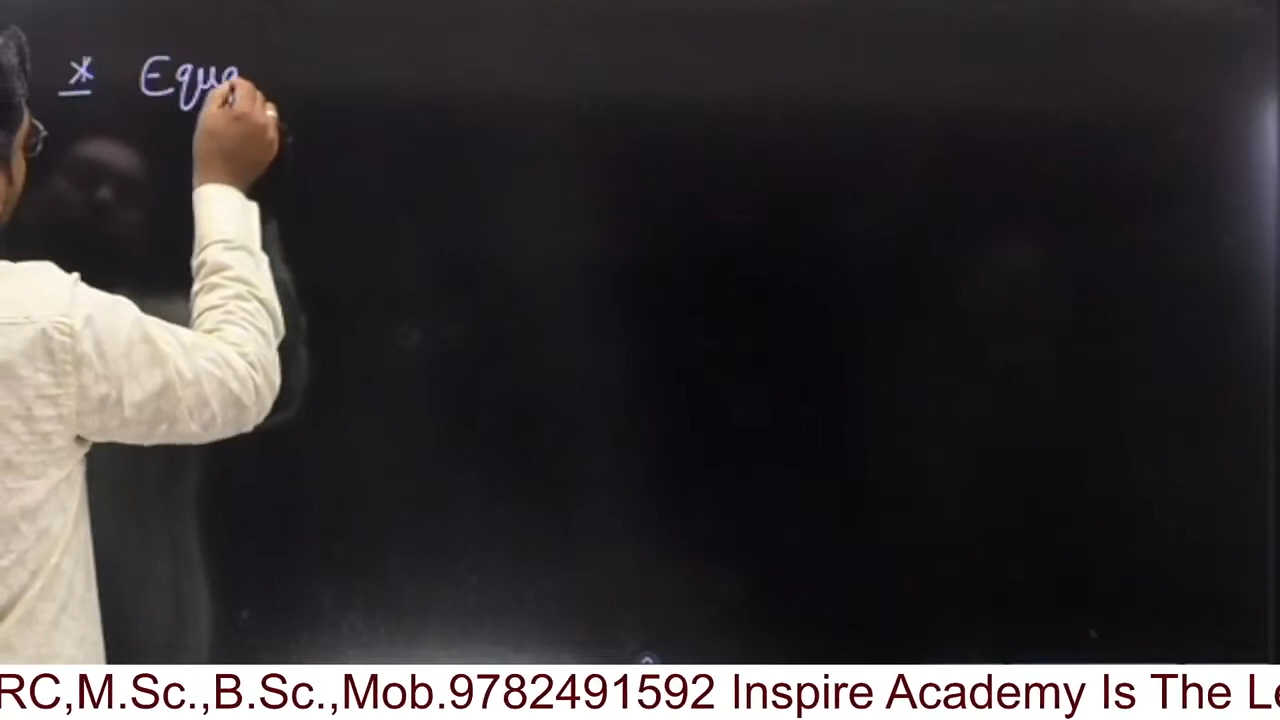 * Equa
RC,M.Sc.,B.Sc.,Mob.9782491592 Inspire Academy Is The Le